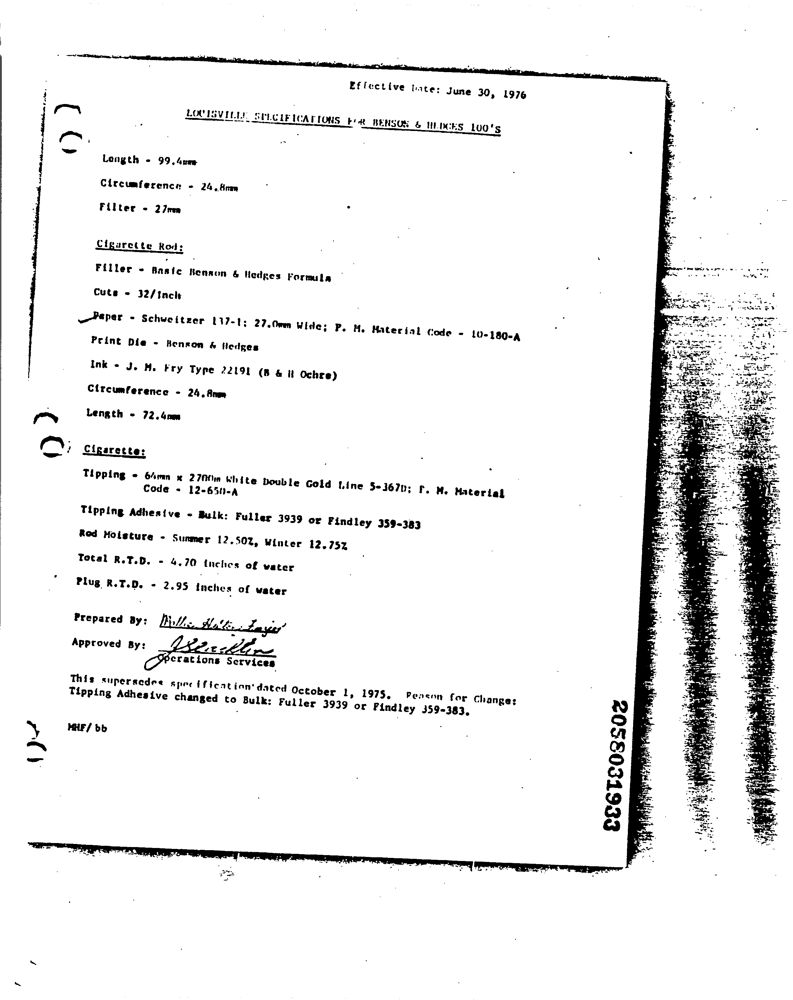 Effective Date: June 30, 1976
LOUISVILLE SPECIFICATIONS FOR BENSON & HEDGES 100'S
Length - 99.4mm
Circumference - 24.8mm
Filter - 27mm
Cigarette Rod:
Filler - Basic Benson & Hedges Formula
Cuts - 32/Inch
Paper - Schweitzer 137-1; 27.0mm Wide; P. M. Material Code - 10-180-A
Print Die - Benson & Hedges
Ink - J. M. Fry Type 22191 (B & H Ochre)
Circumference - 24.8mm
Length - 72.4mm
Cigarette:
Tipping - 64mm x 2700m White Double Gold Line 5-367D; P. M. Material
Code - 12-650-A
Tipping Adhesive - Bulk: Fuller 3939 or Findley 359-383
Rod Moisture - Summer 12.50%, Winter 12.75%
Total R.T.D. - 4.70 inches of water
Plug R.T.D. - 2.95 inches of water
Prepared By:
Approved By:
Operations Services
This supersedes specification dated October 1, 1975. Reason for Change:
Tipping Adhesive changed to Bulk: Fuller 3939 or Findley 359-383.
MHF/bb
2058031933